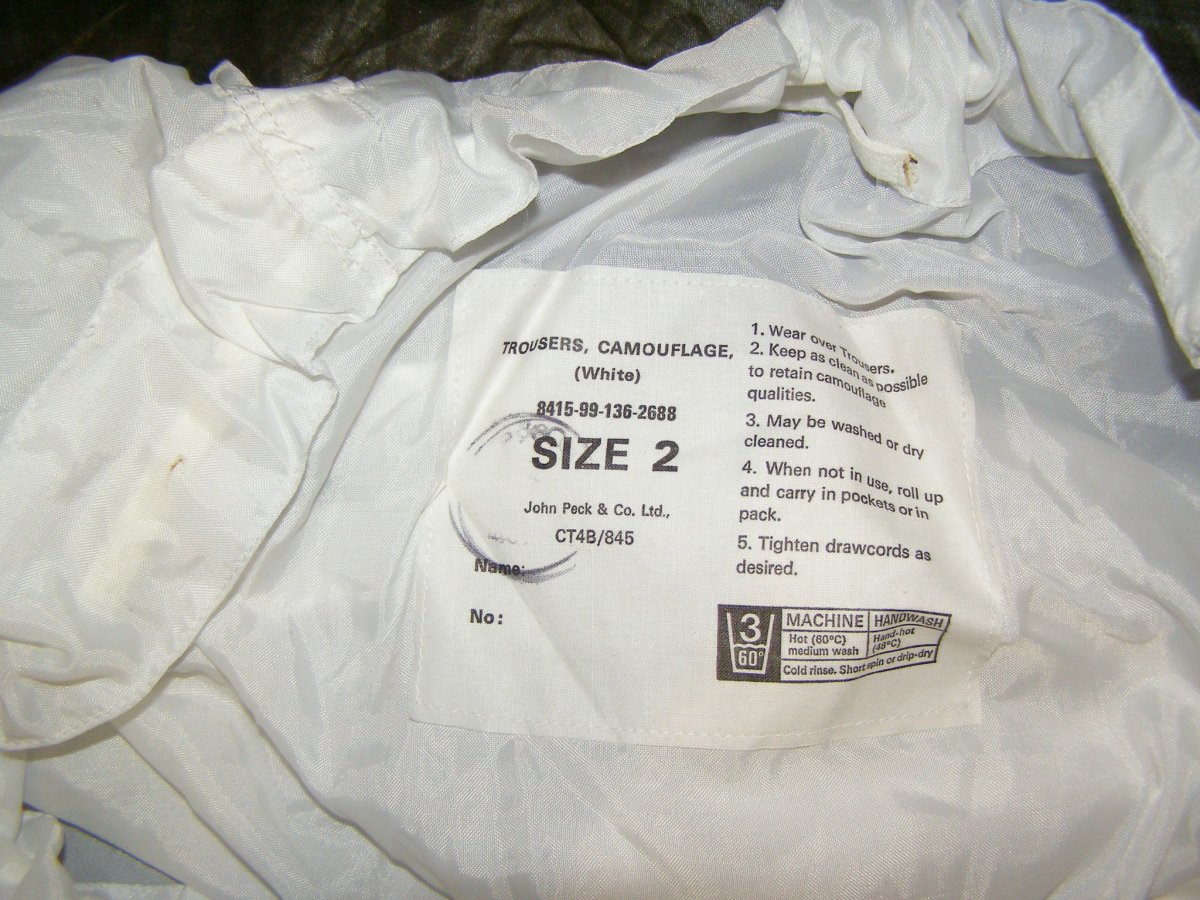 TROUSERS, CAMOUFLAGE,
(White)
8415-99-136-2688
SIZE 2
John Peck & Co. Ltd.,
CT4B/845
Name:
No:
1. Wear over Trousers.
2. Keep as clean as possible
to retain camouflage
qualities.
3. May be washed or dry
cleaned.
4. When not in use, roll up
and carry in pockets or in
pack.
5. Tighten drawcords as
desired.
3
60°
MACHINE
Hot (60°C)
medium wash
HANDWASH
Hand-hot
(48°C)
Cold rinse. Short spin or drip-dry